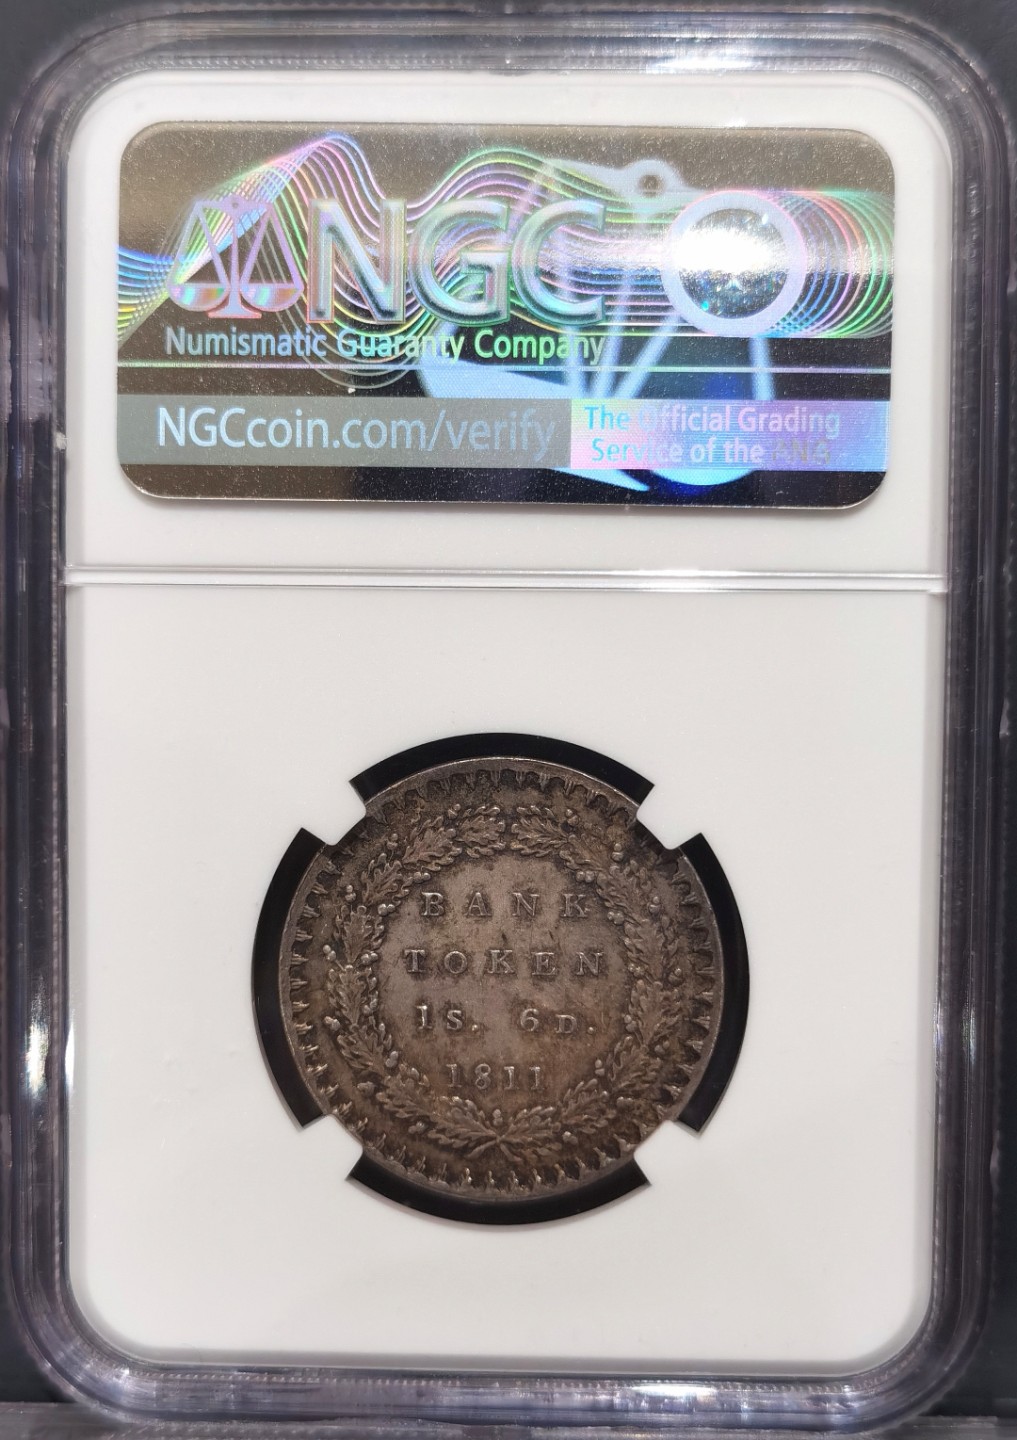 NGC
Numismatic Guaranty Company
NGCcoin.com/verify
The Official Grading
Service of the ANA
BANK
TOKEN
1S. 6D.
1811